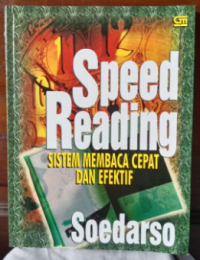 Speed
Reading
SISTEM MEMBACA CEPAT
DAN EFEKTIF
Soedarso